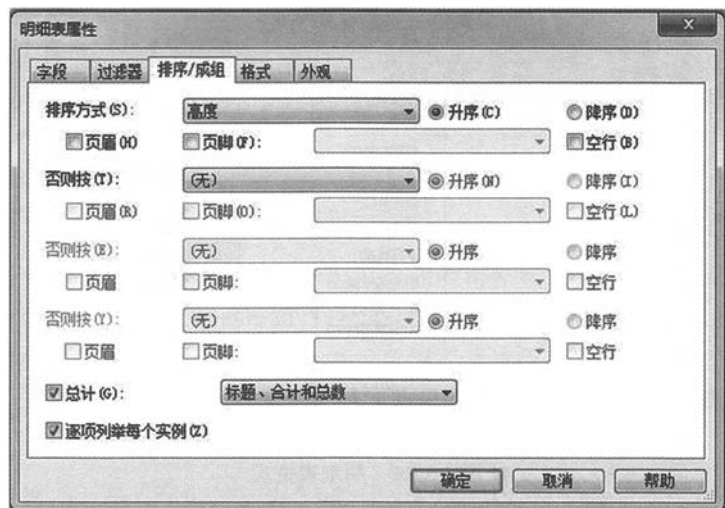 明细表属性
字段 过滤器 排序/成组 格式 外观
排序方式(S): 高度 升序(C) 降序(D)
页眉(H) 页脚(F): 空行(B)
否则按(T): (无) 升序(N) 降序(I)
页眉(R) 页脚(O): 空行(L)
否则按(E): (无) 升序 降序
页眉 页脚: 空行
否则按(Y): (无) 升序 降序
页眉 页脚: 空行
总计(G): 标题、合计和总数
逐项列举每个实例(Z)
确定 取消 帮助